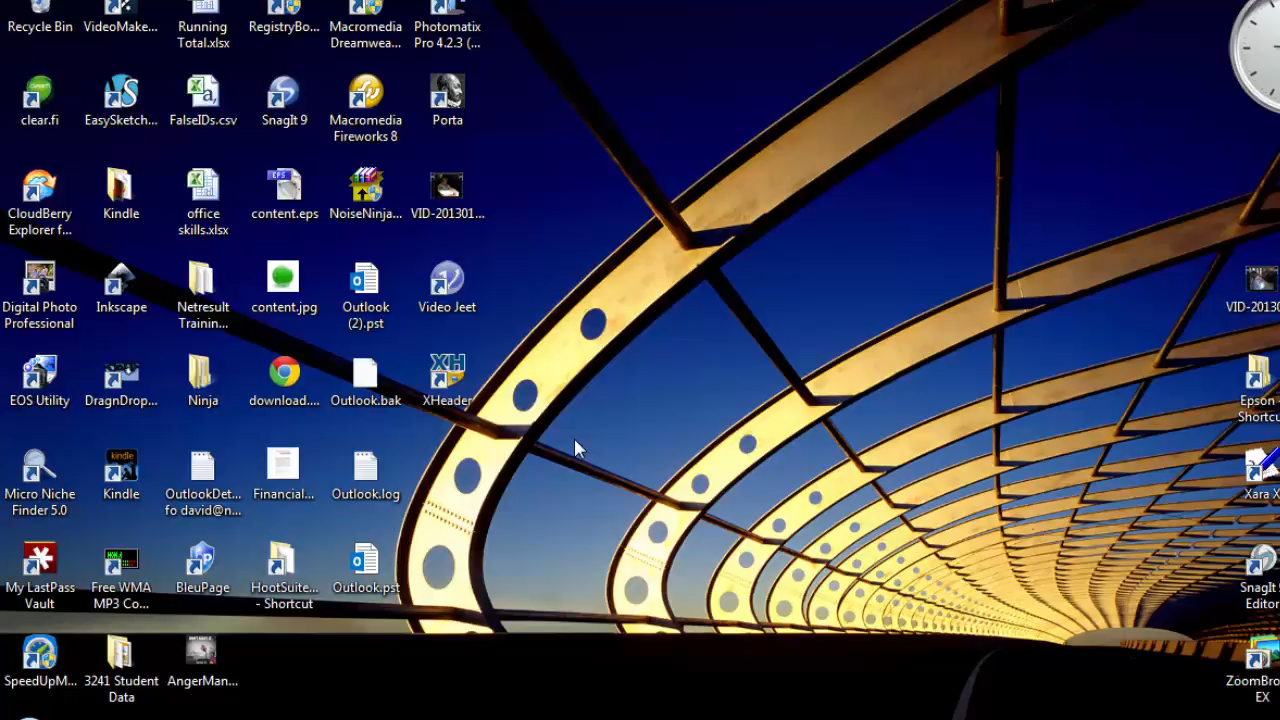 Recycle Bin
VideoMake...
Running
Total.xlsx
RegistryBo...
Macromedia
Dreamwea...
Photomatix
Pro 4.2.3 (...
clear.fi
EasySketch...
FalseIDs.csv
SnagIt 9
Macromedia
Fireworks 8
Porta
CloudBerry
Explorer f...
Kindle
office
skills.xlsx
EPS
content.eps
NoiseNinja...
VID-201301...
Digital Photo
Professional
Inkscape
Netresult
Trainin...
content.jpg
Outlook
(2).pst
Video Jeet
VID-2013
EOS Utility
DragnDrop...
Ninja
download....
Outlook.bak
XH
XHeader
Epson
Shortcu
Micro Niche
Finder 5.0
kindle
Kindle
OutlookDet...
fo david@n...
Financial...
Outlook.log
Xara X
My LastPass
Vault
Free WMA
MP3 Co...
BleuPage
HootSuite...
- Shortcut
Outlook.pst
SnagIt
Editor
SpeedUpM...
3241 Student
Data
AngerMan...
ZoomBro
EX